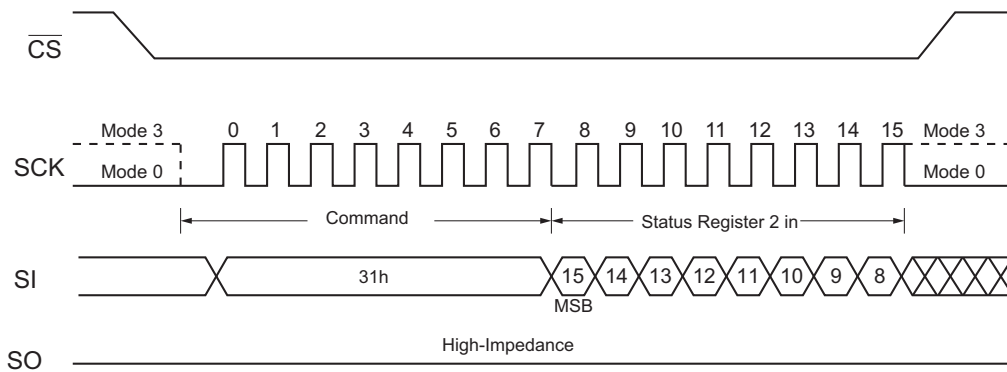 CS
Mode 3 0 1 2 3 4 5 6 7 8 9 10 11 12 13 14 15 Mode 3
SCK
Mode 0 Mode 0
Command Status Register 2 in
SI 31h 15 14 13 12 11 10 9 8
MSB
High-Impedance
SO